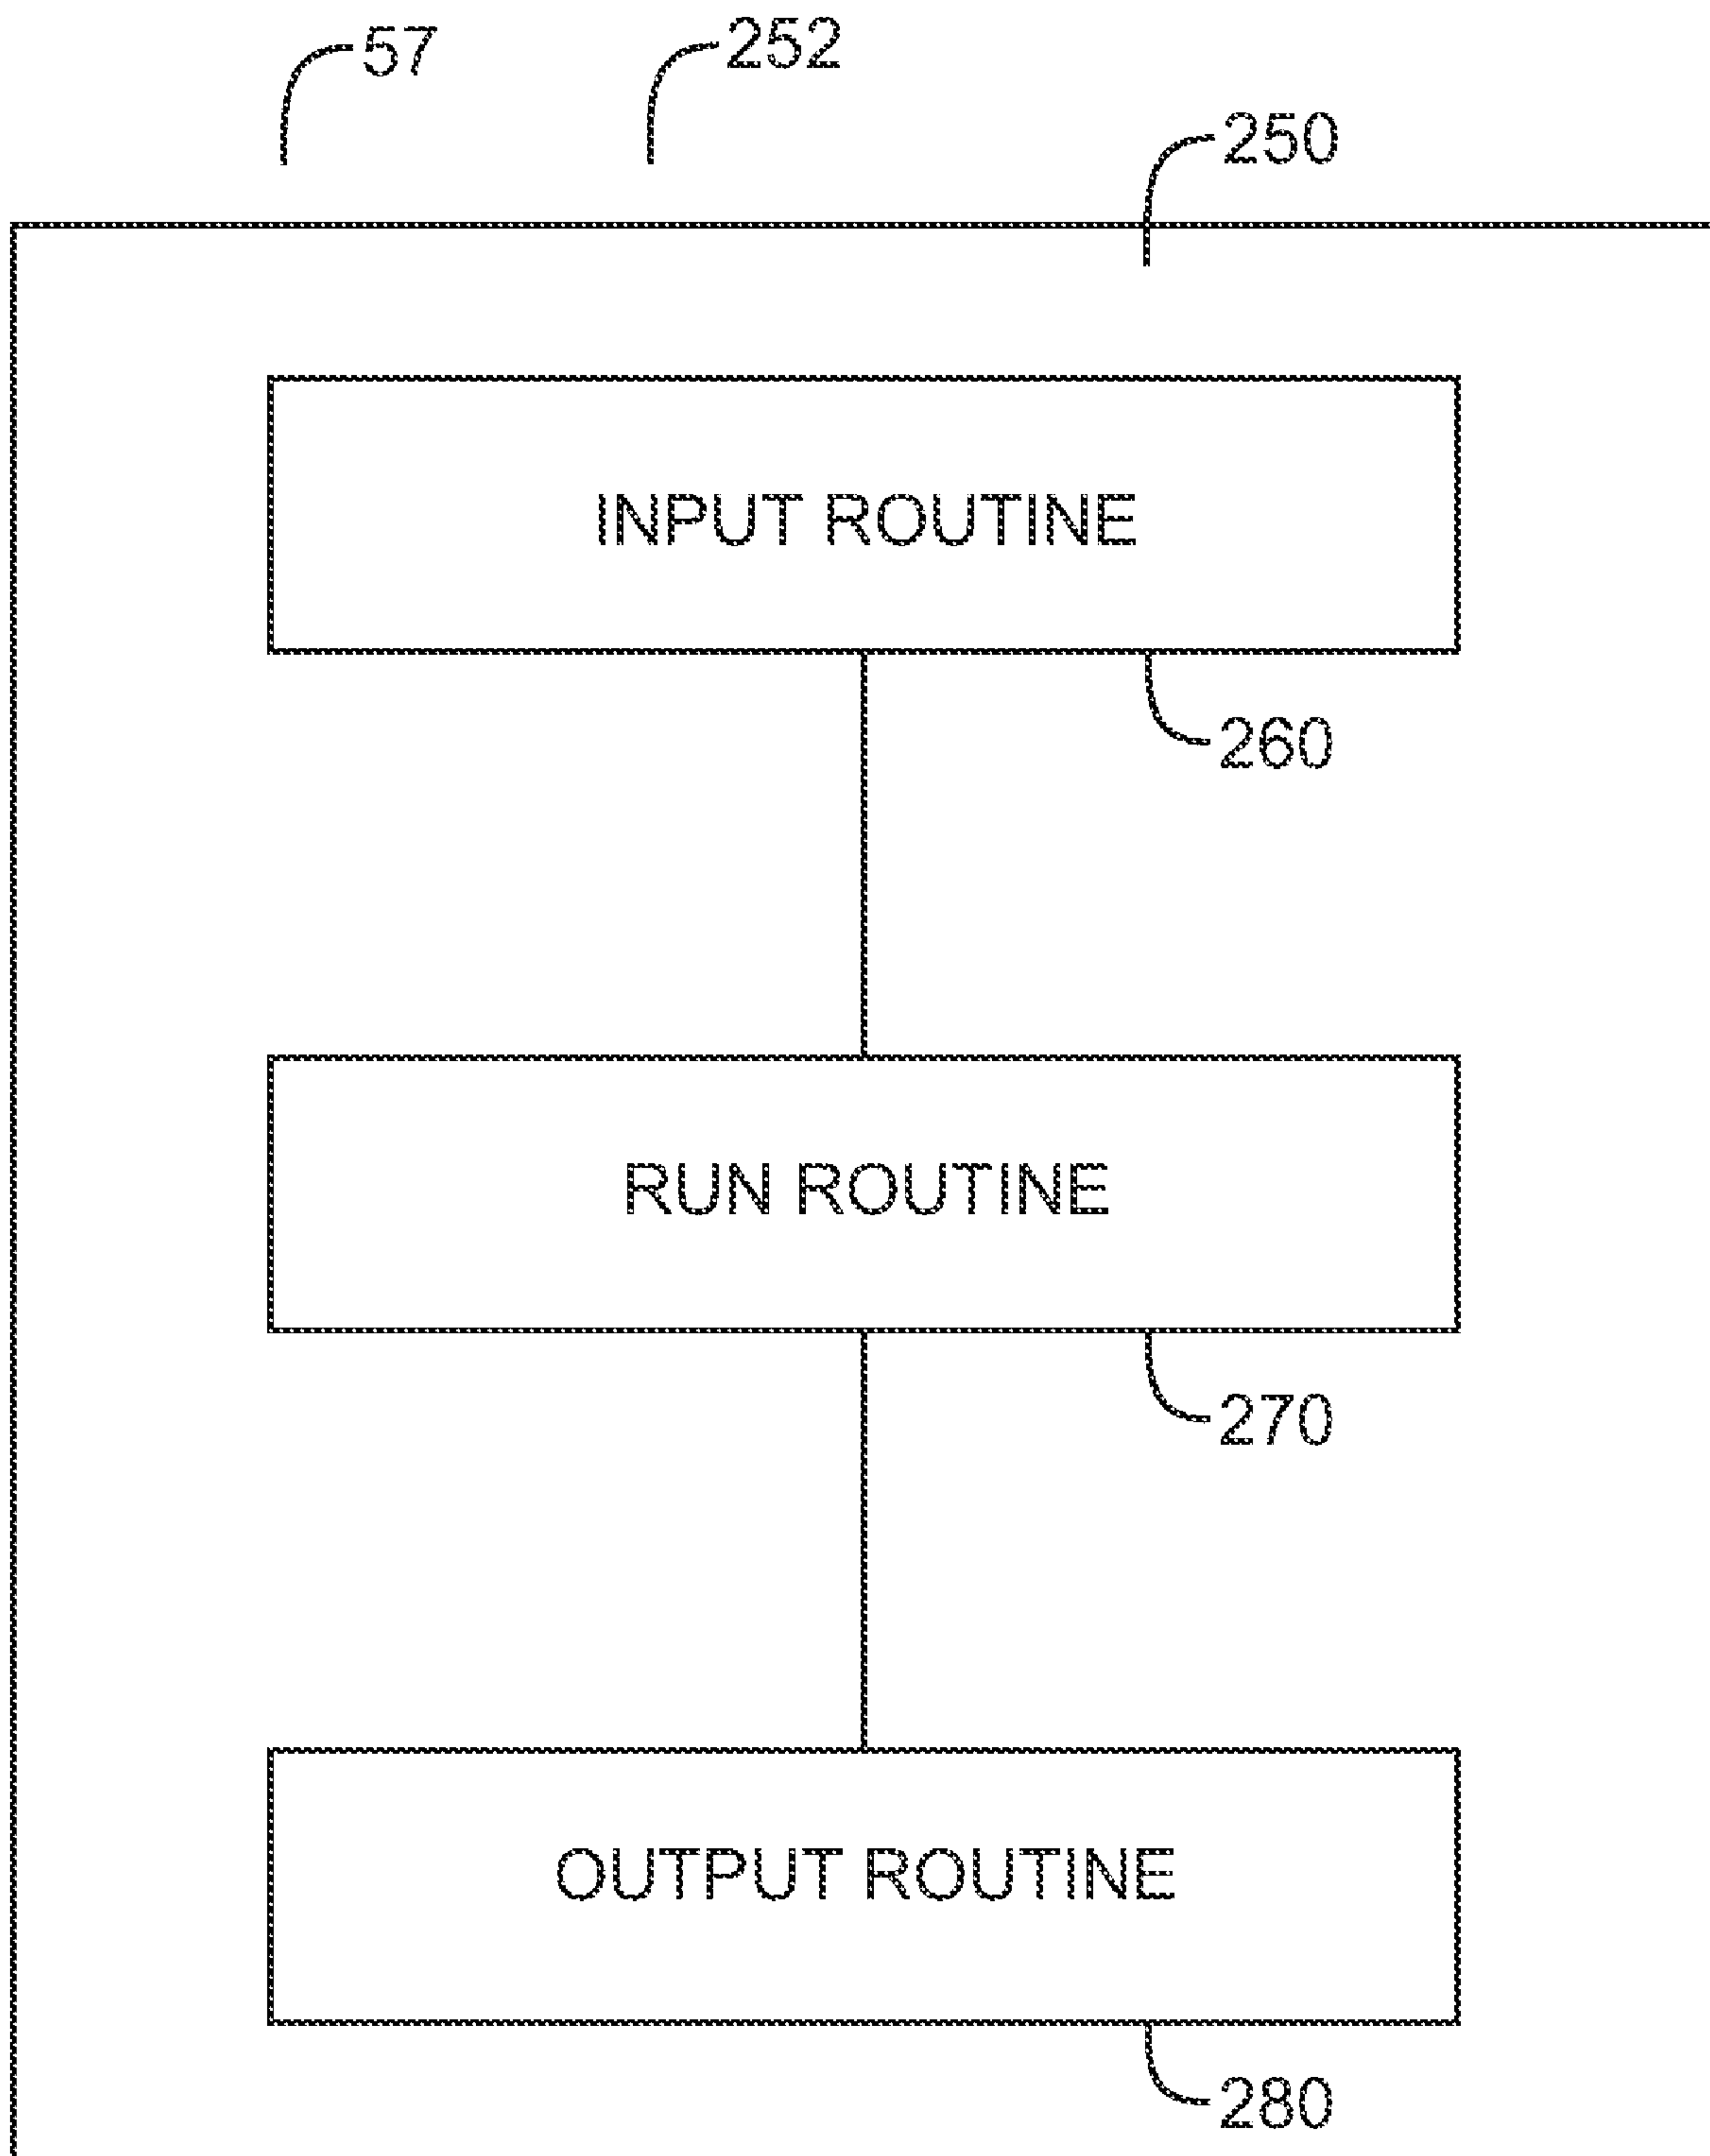 57
252
250
INPUT ROUTINE
260
RUN ROUTINE
270
OUTPUT ROUTINE
280